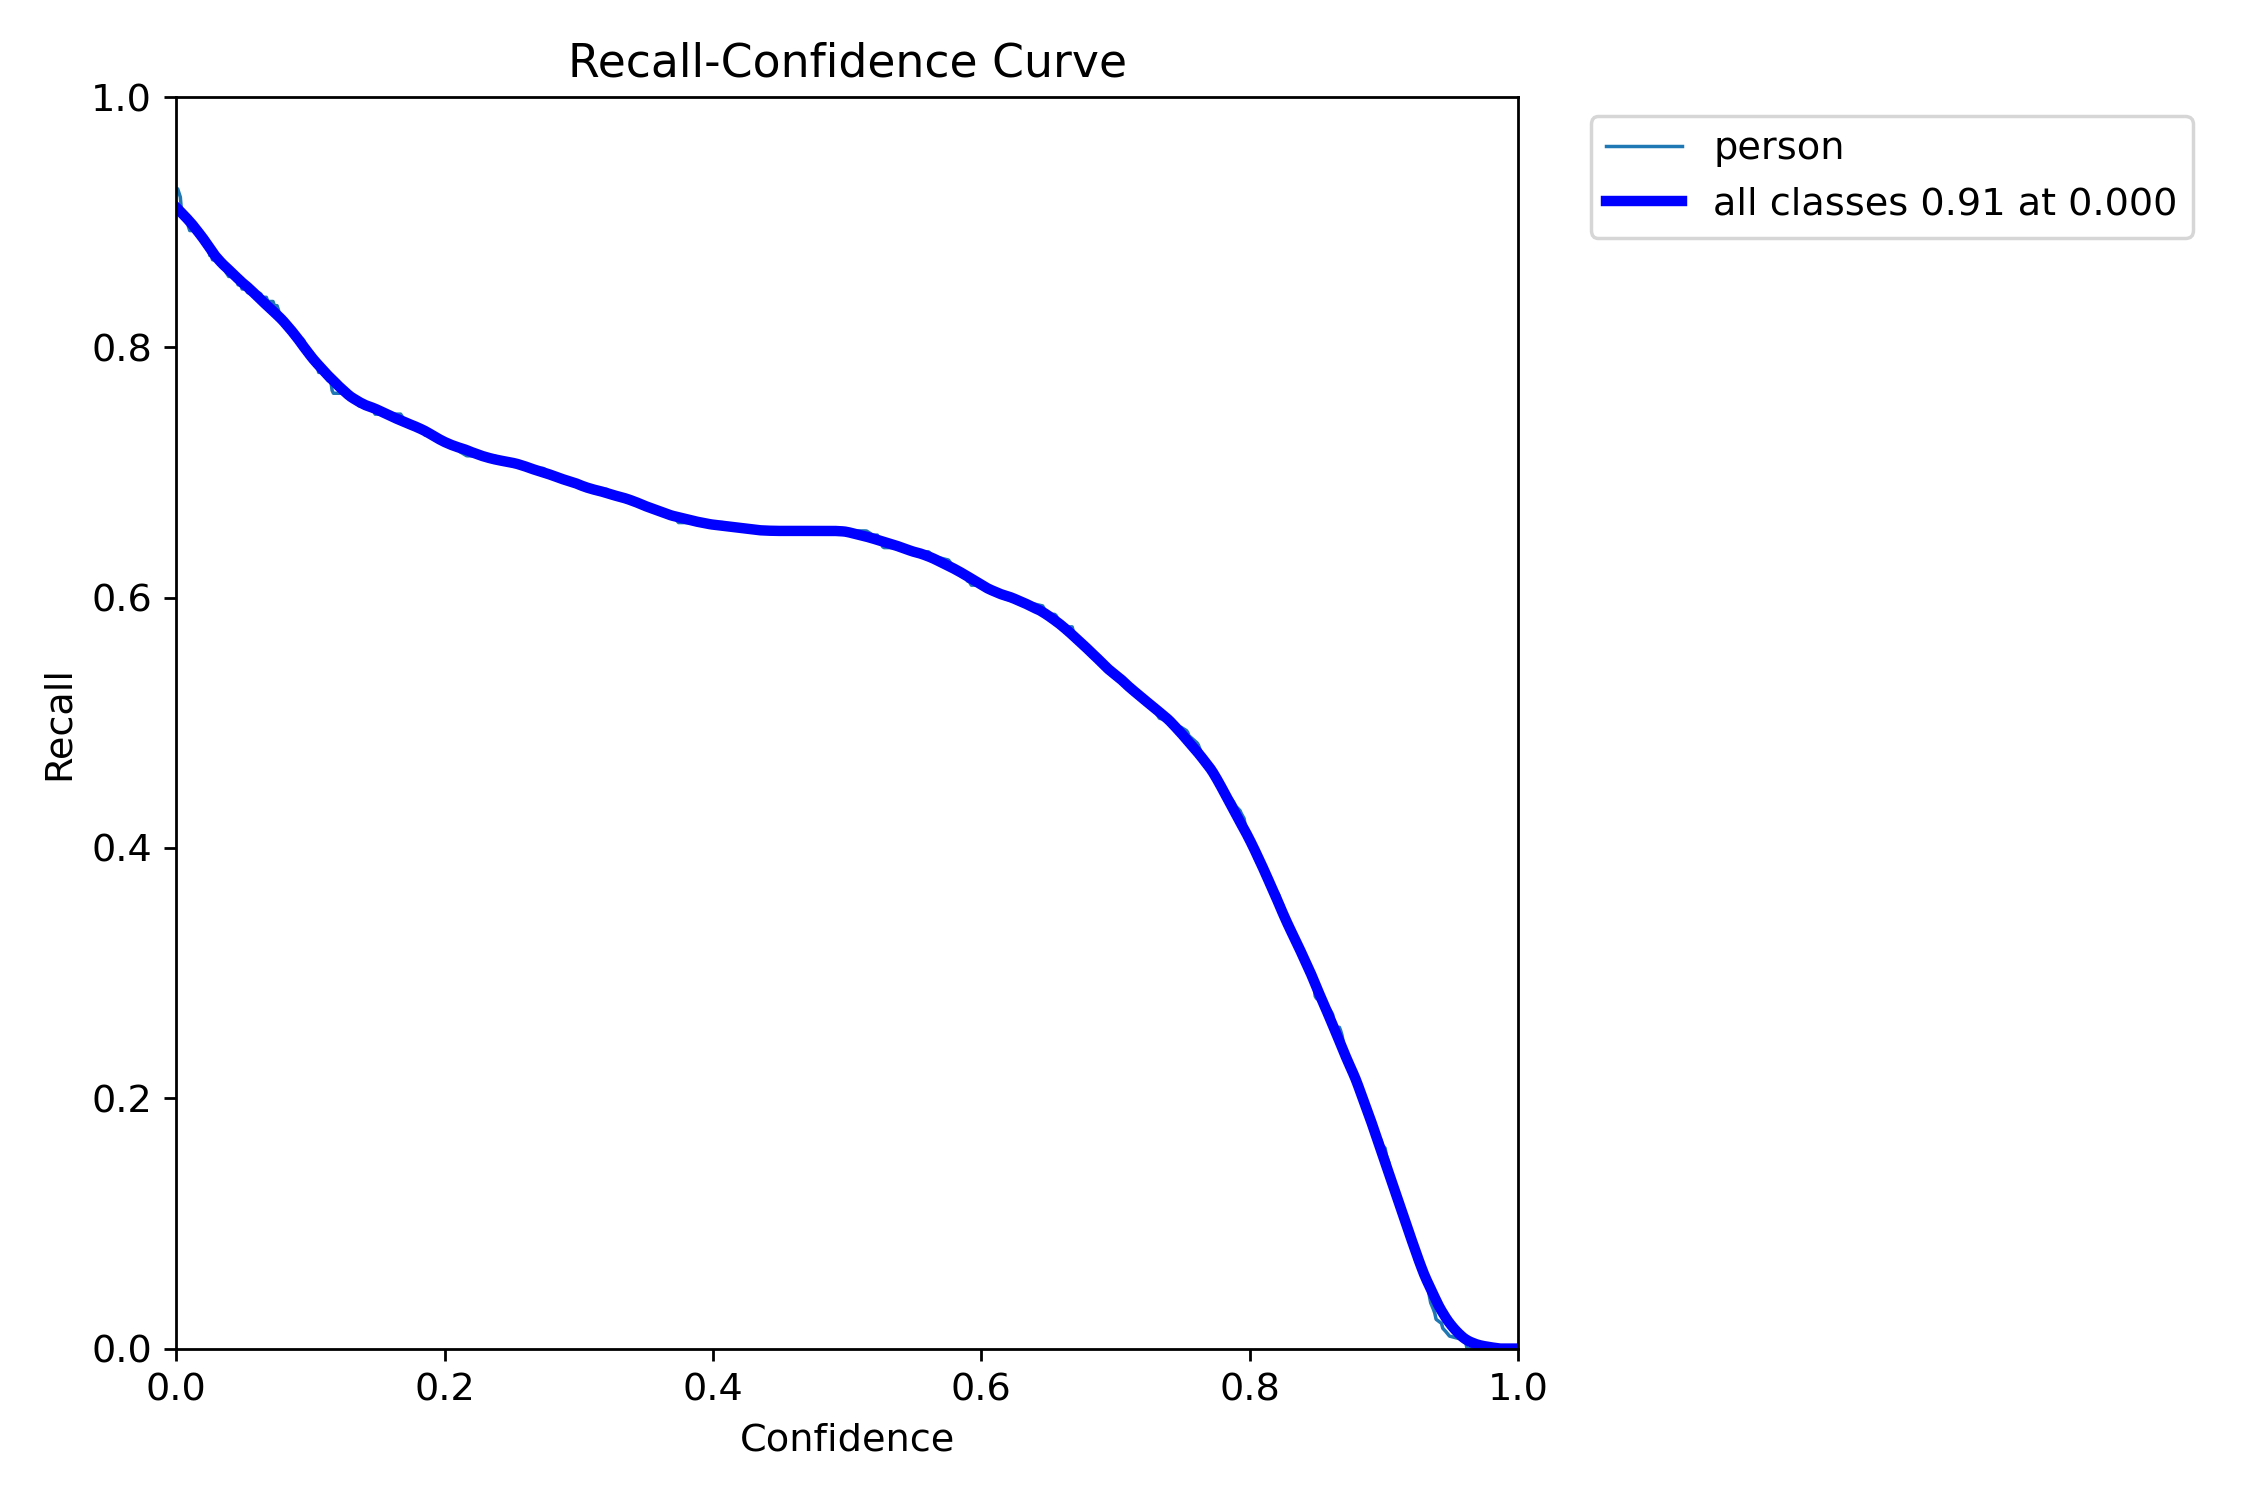 Recall-Confidence Curve
1.0
0.8
0.6
0.4
0.2
0.0
Recall
0.0 0.2 0.4 0.6 0.8 1.0
Confidence
person
all classes 0.91 at 0.000